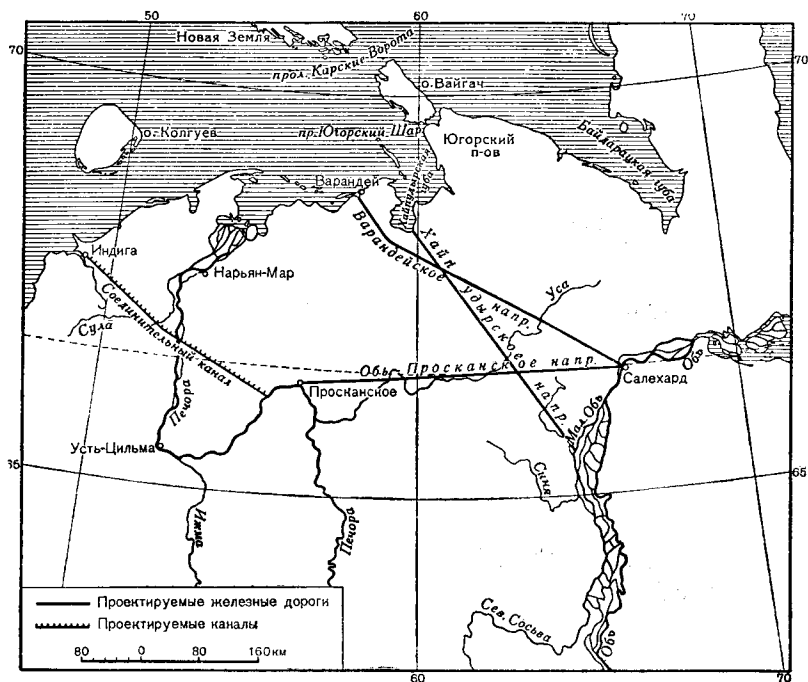 50
60
70
70
70
Новая Земля
прол. Карские Ворота
о. Вайгач
о. Колгуев
пр. Югорский Шар
Югорский
п-ов
Байдарацкая губа
Варандей
Хайпудырская
губа
Индига
Нарьян-Мар
Хайпудырское напр.
Варандейское напр.
Уса
Сула
Соединительный канал
Обь-Просканское напр.
Обь
Салехард
Просканское
Печора
Мал. Обь
Усть-Цильма
65
65
Синя
Ижма
Печора
Проектируемые железные дороги
Проектируемые каналы
80 0 80 160 км
Сев. Сосьва
Обь
60
70